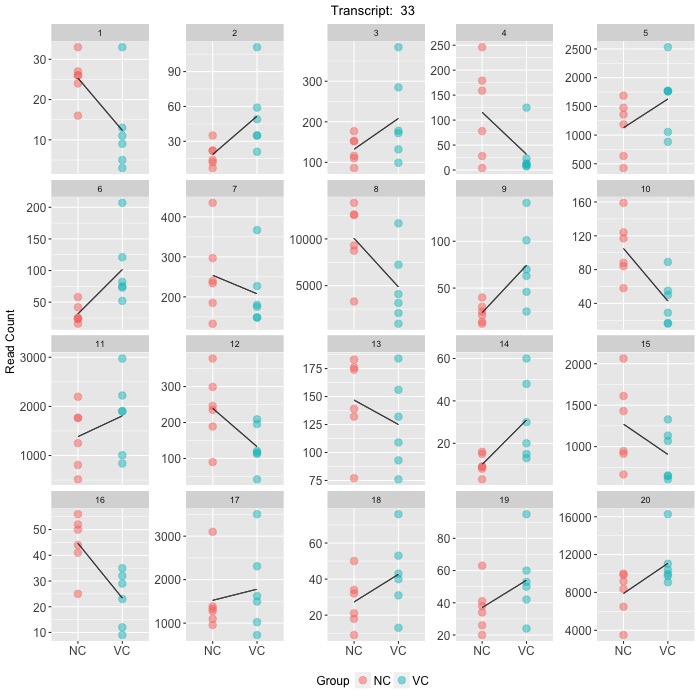 Transcript: 33
1 2 3 4 5
30 20 10
90 60 30
300 200 100
250 200 150 100 50 0
2500 2000 1500 1000 500
6 7 8 9 10
200 150 100 50
400 300 200
10000 5000
100 50
160 120 80 40
Read Count
11 12 13 14 15
3000 2000 1000
300 200 100
175 150 125 100 75
60 40 20
2000 1500 1000
16 17 18 19 20
50 40 30 20 10
3000 2000 1000
60 40 20
80 60 40 20
16000 12000 8000 4000
NC VC NC VC NC VC NC VC NC VC
Group NC VC